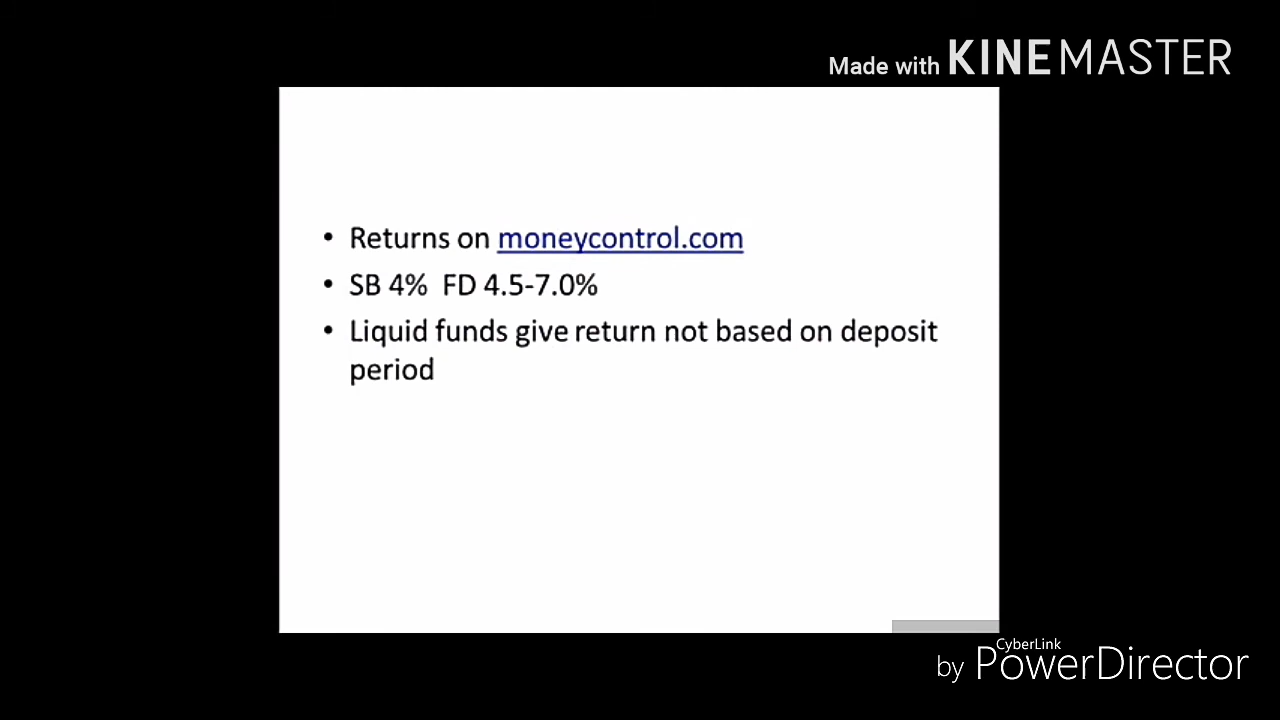 Made with KINEMASTER
• Returns on moneycontrol.com
• SB 4% FD 4.5-7.0%
• Liquid funds give return not based on deposit
period
CyberLink
by PowerDirector